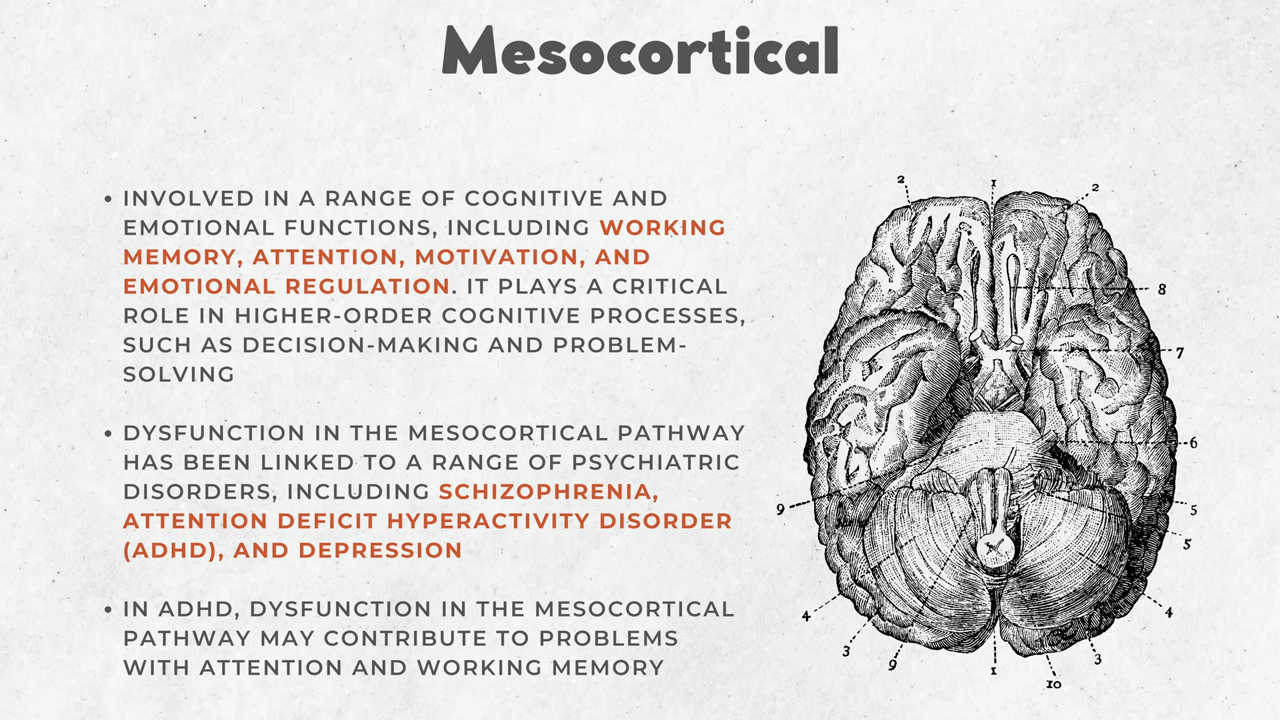 Mesocortical
• INVOLVED IN A RANGE OF COGNITIVE AND
EMOTIONAL FUNCTIONS, INCLUDING WORKING
MEMORY, ATTENTION, MOTIVATION, AND
EMOTIONAL REGULATION. IT PLAYS A CRITICAL
ROLE IN HIGHER-ORDER COGNITIVE PROCESSES,
SUCH AS DECISION-MAKING AND PROBLEM-
SOLVING
• DYSFUNCTION IN THE MESOCORTICAL PATHWAY
HAS BEEN LINKED TO A RANGE OF PSYCHIATRIC
DISORDERS, INCLUDING SCHIZOPHRENIA,
ATTENTION DEFICIT HYPERACTIVITY DISORDER
(ADHD), AND DEPRESSION
• IN ADHD, DYSFUNCTION IN THE MESOCORTICAL
PATHWAY MAY CONTRIBUTE TO PROBLEMS
WITH ATTENTION AND WORKING MEMORY
2
1
2
8
7
6
9
5
5
4
4
3
9
1
3
10